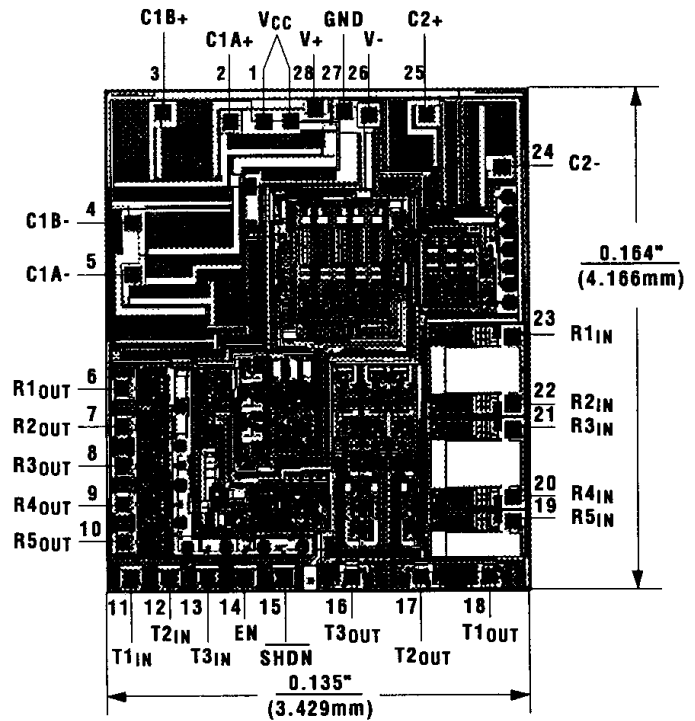 C1B+
C1A+
VCC
V+
GND
V-
C2+
3
2
1
28
27
26
25
24
C2-
4
C1B-
5
C1A-
0.164"
(4.166mm)
23
R1IN
6
R1OUT
22
R2IN
7
R2OUT
21
R3IN
8
R3OUT
9
R4OUT
20
R4IN
19
R5IN
10
R5OUT
11
12
13
14
15
16
17
18
T2IN
EN
T3OUT
T1OUT
T1IN
T3IN
SHDN
T2OUT
0.135"
(3.429mm)